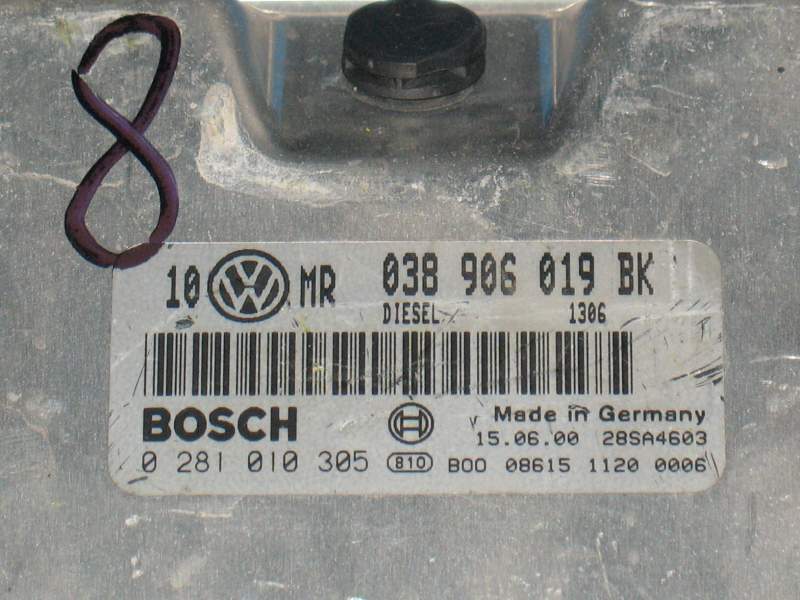 8
10 VW MR 038 906 019 BK
DIESEL 1306
BOSCH Made in Germany
15.06.00 28SA4603
0 281 010 305 810 B00 08615 1120 0006